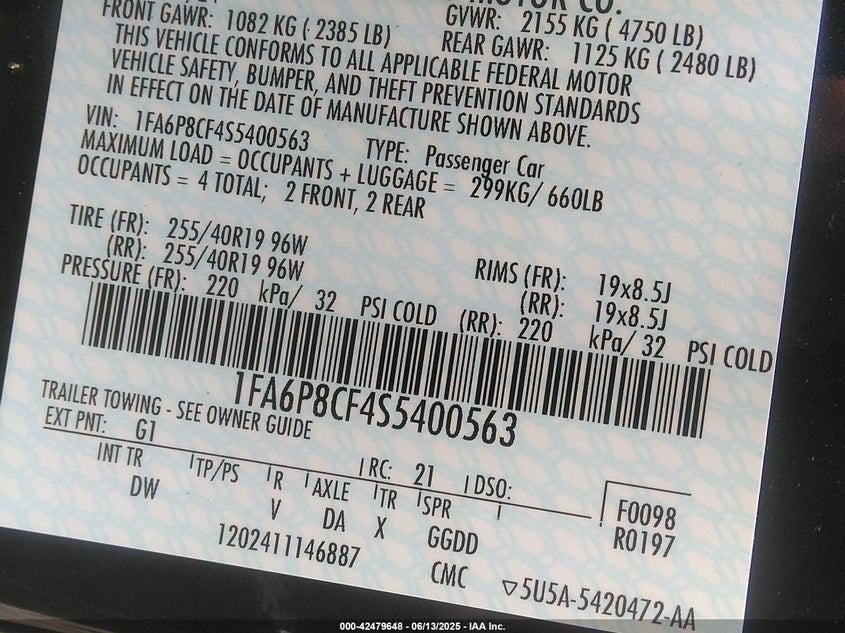 MOTOR CO.
FRONT GAWR: 1082 KG ( 2385 LB) GVWR: 2155 KG ( 4750 LB)
REAR GAWR: 1125 KG ( 2480 LB)
THIS VEHICLE CONFORMS TO ALL APPLICABLE FEDERAL MOTOR
VEHICLE SAFETY, BUMPER, AND THEFT PREVENTION STANDARDS
IN EFFECT ON THE DATE OF MANUFACTURE SHOWN ABOVE.
VIN: 1FA6P8CF4S5400563 TYPE: Passenger Car
MAXIMUM LOAD = OCCUPANTS + LUGGAGE = 299KG/ 660LB
OCCUPANTS = 4 TOTAL; 2 FRONT, 2 REAR
TIRE (FR): 255/40R19 96W RIMS (FR): 19x8.5J
(RR): 255/40R19 96W (RR): 19x8.5J
PRESSURE (FR): 220 kPa/ 32 PSI COLD (RR): 220 kPa/ 32 PSI COLD
1FA6P8CF4S5400563
TRAILER TOWING - SEE OWNER GUIDE
EXT PNT: G1 RC: 21 DSO:
INT TR TP/PS R AXLE TR SPR F0098
DW V DA X GGDD R0197
1202411146887 CMC 5U5A-5420472-AA
000-42479648 - 06/13/2025 - IAA Inc.